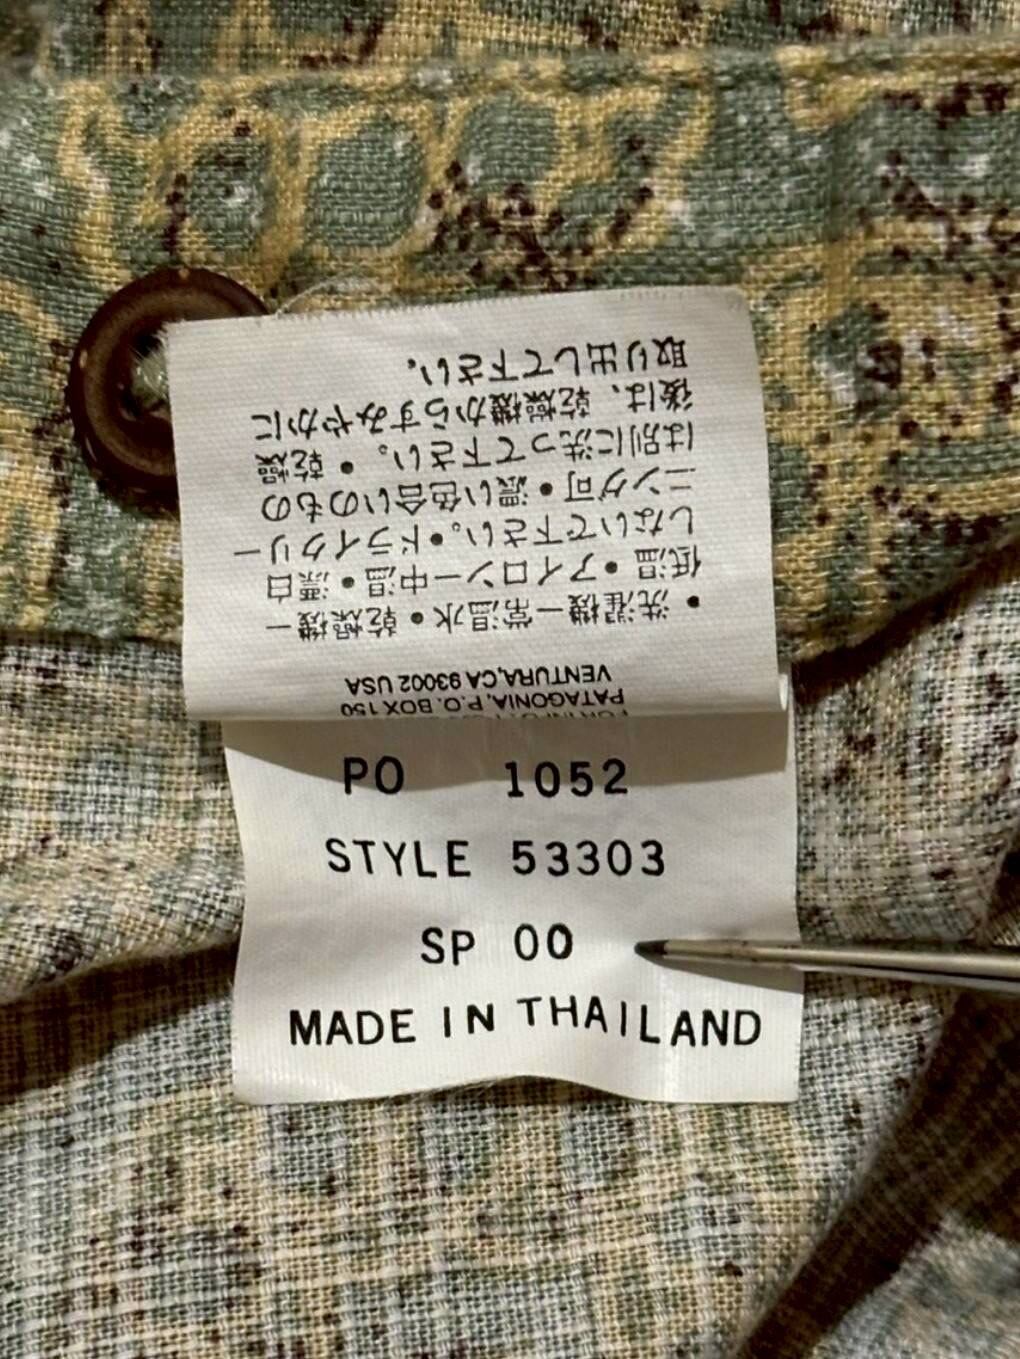 PATAGONIA, P.O. BOX 150
VENTURA, CA 93002 USA
• 洗濯機ー常温水 • 乾燥機ー
低温 • アイロンー中温 • 漂白
しないで下さい。• ドライクリー
ニング可 • 濃い色合いのもの
は別に洗って下さい。• 乾燥
後は、乾燥機からすみやかに
取り出して下さい。
PO 1052
STYLE 53303
SP 00
MADE IN THAILAND